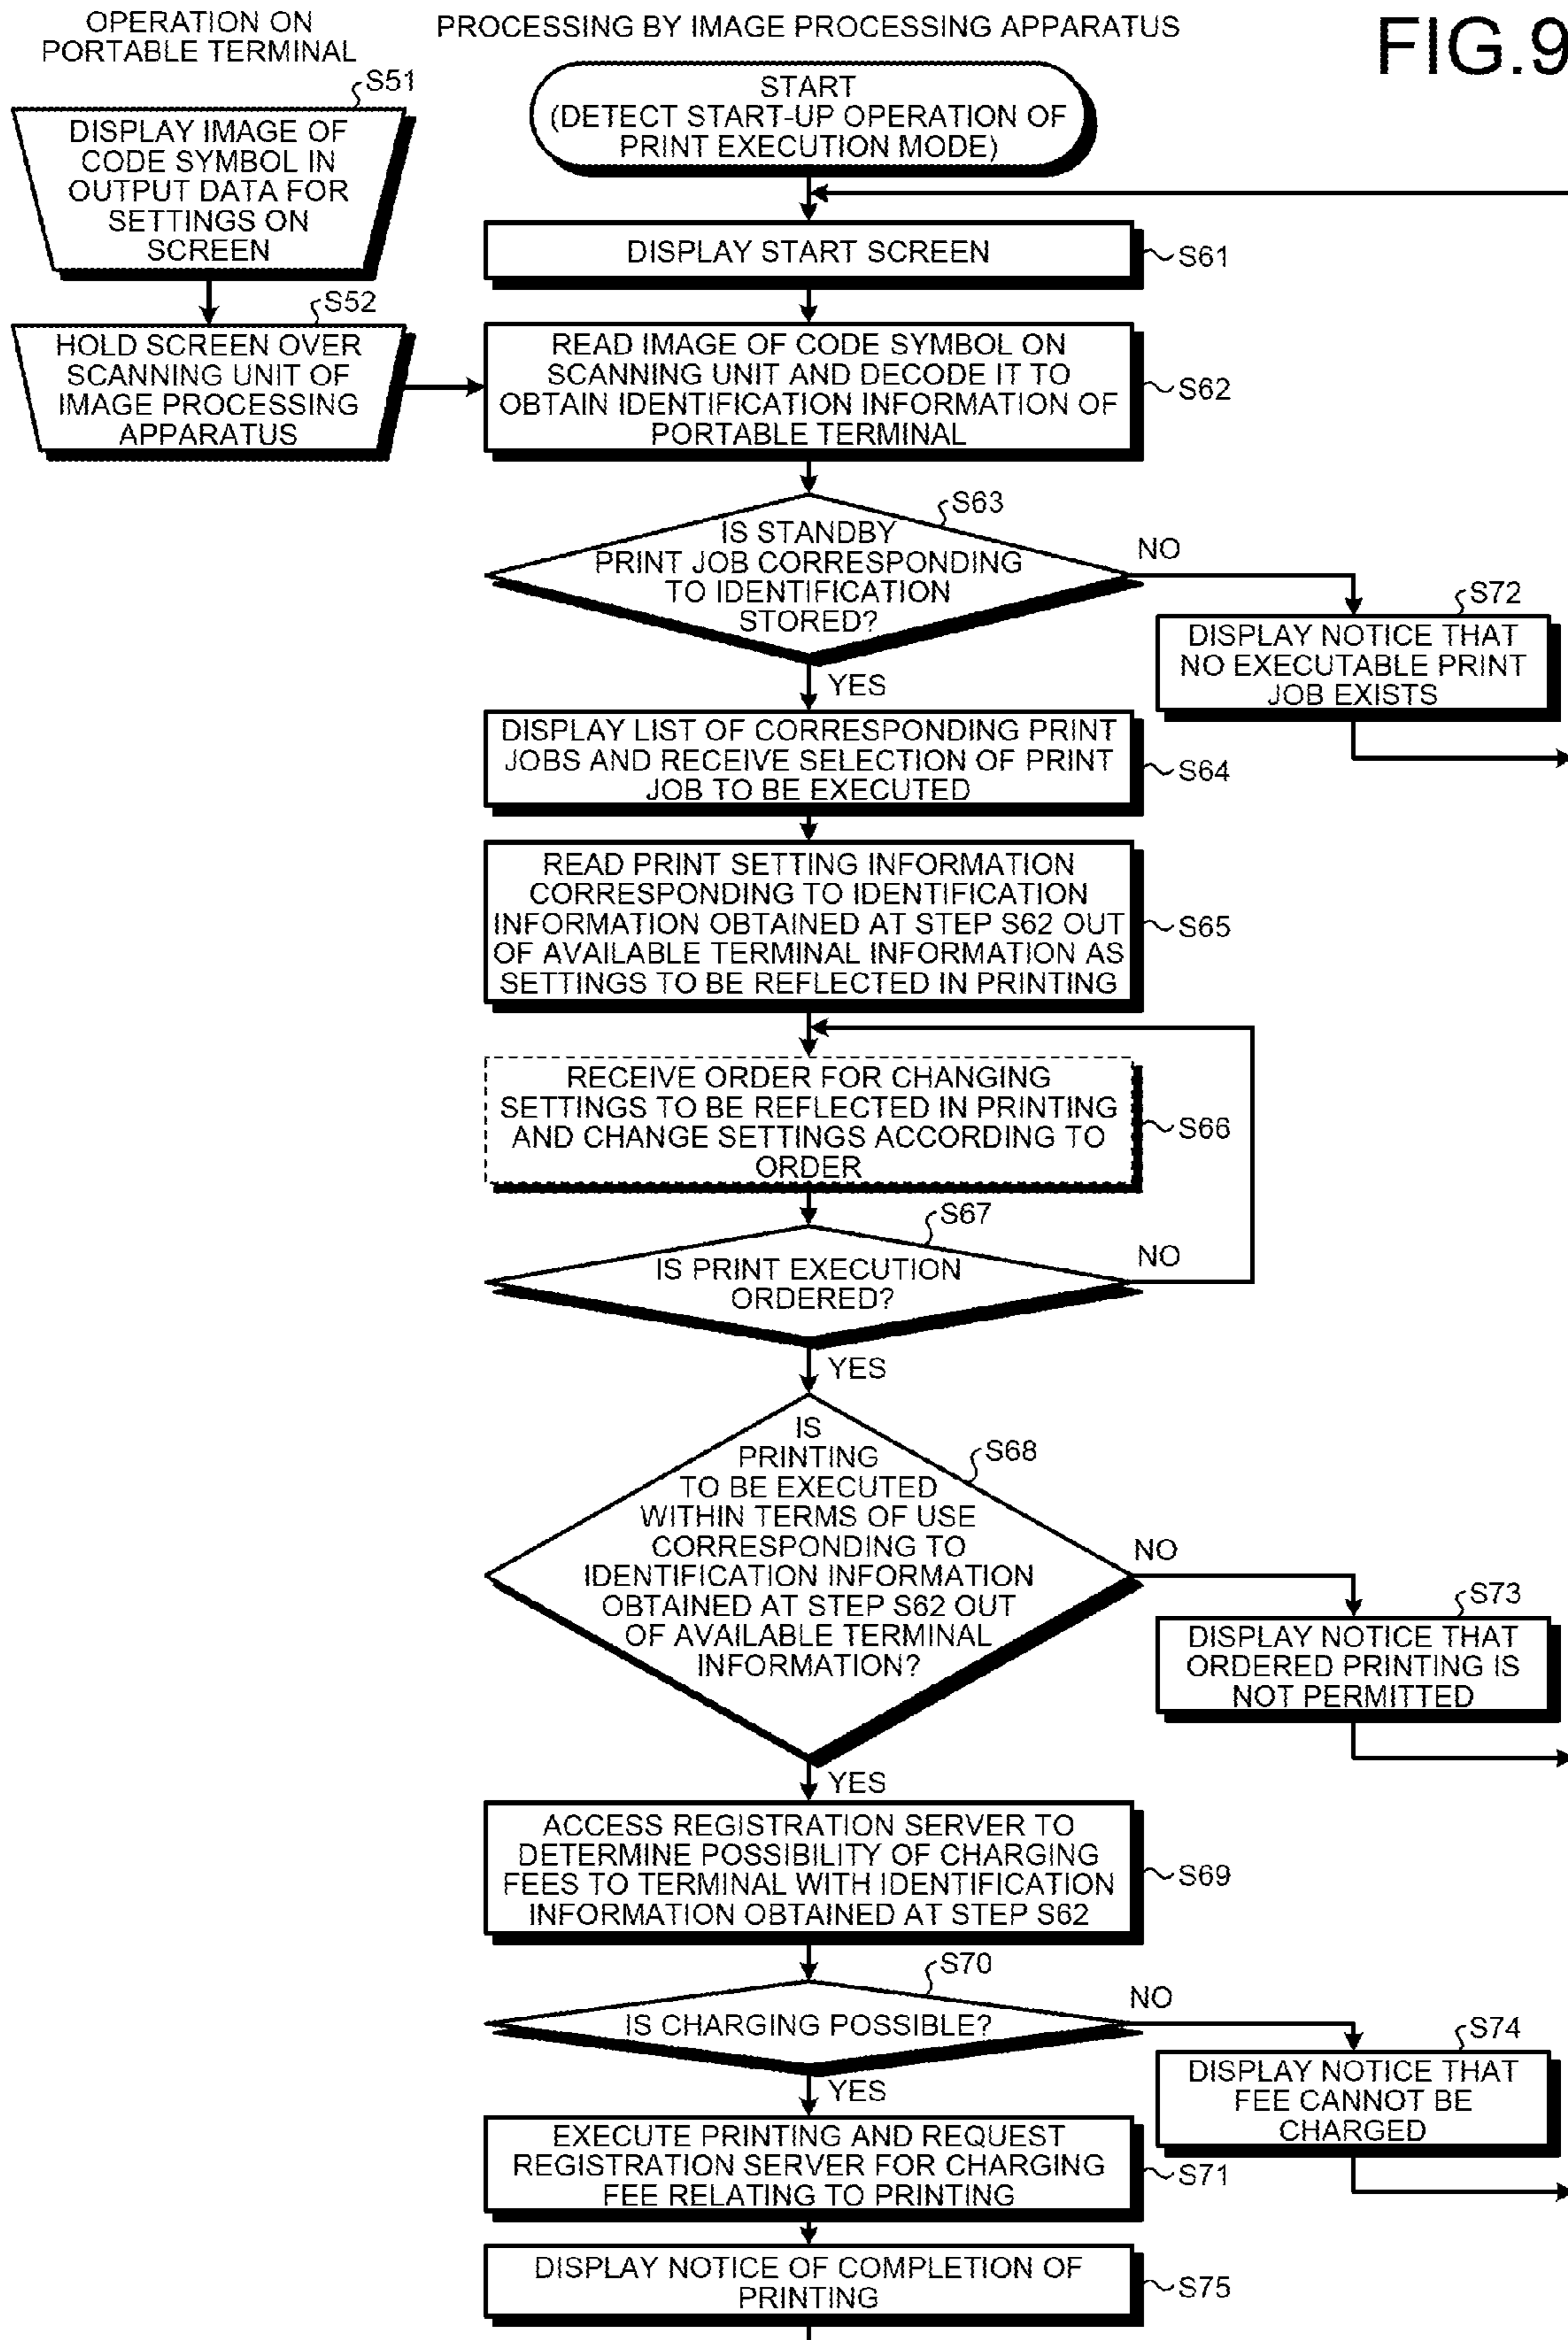 OPERATION ON
PORTABLE TERMINAL
PROCESSING BY IMAGE PROCESSING APPARATUS
FIG.9
S51
DISPLAY IMAGE OF
CODE SYMBOL IN
OUTPUT DATA FOR
SETTINGS ON
SCREEN
START
(DETECT START-UP OPERATION OF
PRINT EXECUTION MODE)
DISPLAY START SCREEN
S61
S52
HOLD SCREEN OVER
SCANNING UNIT OF
IMAGE PROCESSING
APPARATUS
READ IMAGE OF CODE SYMBOL ON
SCANNING UNIT AND DECODE IT TO
OBTAIN IDENTIFICATION INFORMATION OF
PORTABLE TERMINAL
S62
S63
IS STANDBY
PRINT JOB CORRESPONDING
TO IDENTIFICATION
STORED?
NO
S72
DISPLAY NOTICE THAT
NO EXECUTABLE PRINT
JOB EXISTS
YES
DISPLAY LIST OF CORRESPONDING PRINT
JOBS AND RECEIVE SELECTION OF PRINT
JOB TO BE EXECUTED
S64
READ PRINT SETTING INFORMATION
CORRESPONDING TO IDENTIFICATION
INFORMATION OBTAINED AT STEP S62 OUT
OF AVAILABLE TERMINAL INFORMATION AS
SETTINGS TO BE REFLECTED IN PRINTING
S65
RECEIVE ORDER FOR CHANGING
SETTINGS TO BE REFLECTED IN PRINTING
AND CHANGE SETTINGS ACCORDING TO
ORDER
S66
S67
IS PRINT EXECUTION
ORDERED?
NO
YES
S68
IS
PRINTING
TO BE EXECUTED
WITHIN TERMS OF USE
CORRESPONDING TO
IDENTIFICATION INFORMATION
OBTAINED AT STEP S62 OUT
OF AVAILABLE TERMINAL
INFORMATION?
NO
S73
DISPLAY NOTICE THAT
ORDERED PRINTING IS
NOT PERMITTED
YES
ACCESS REGISTRATION SERVER TO
DETERMINE POSSIBILITY OF CHARGING
FEES TO TERMINAL WITH IDENTIFICATION
INFORMATION OBTAINED AT STEP S62
S69
S70
IS CHARGING POSSIBLE?
NO
S74
DISPLAY NOTICE THAT
FEE CANNOT BE
CHARGED
YES
EXECUTE PRINTING AND REQUEST
REGISTRATION SERVER FOR CHARGING
FEE RELATING TO PRINTING
S71
DISPLAY NOTICE OF COMPLETION OF
PRINTING
S75